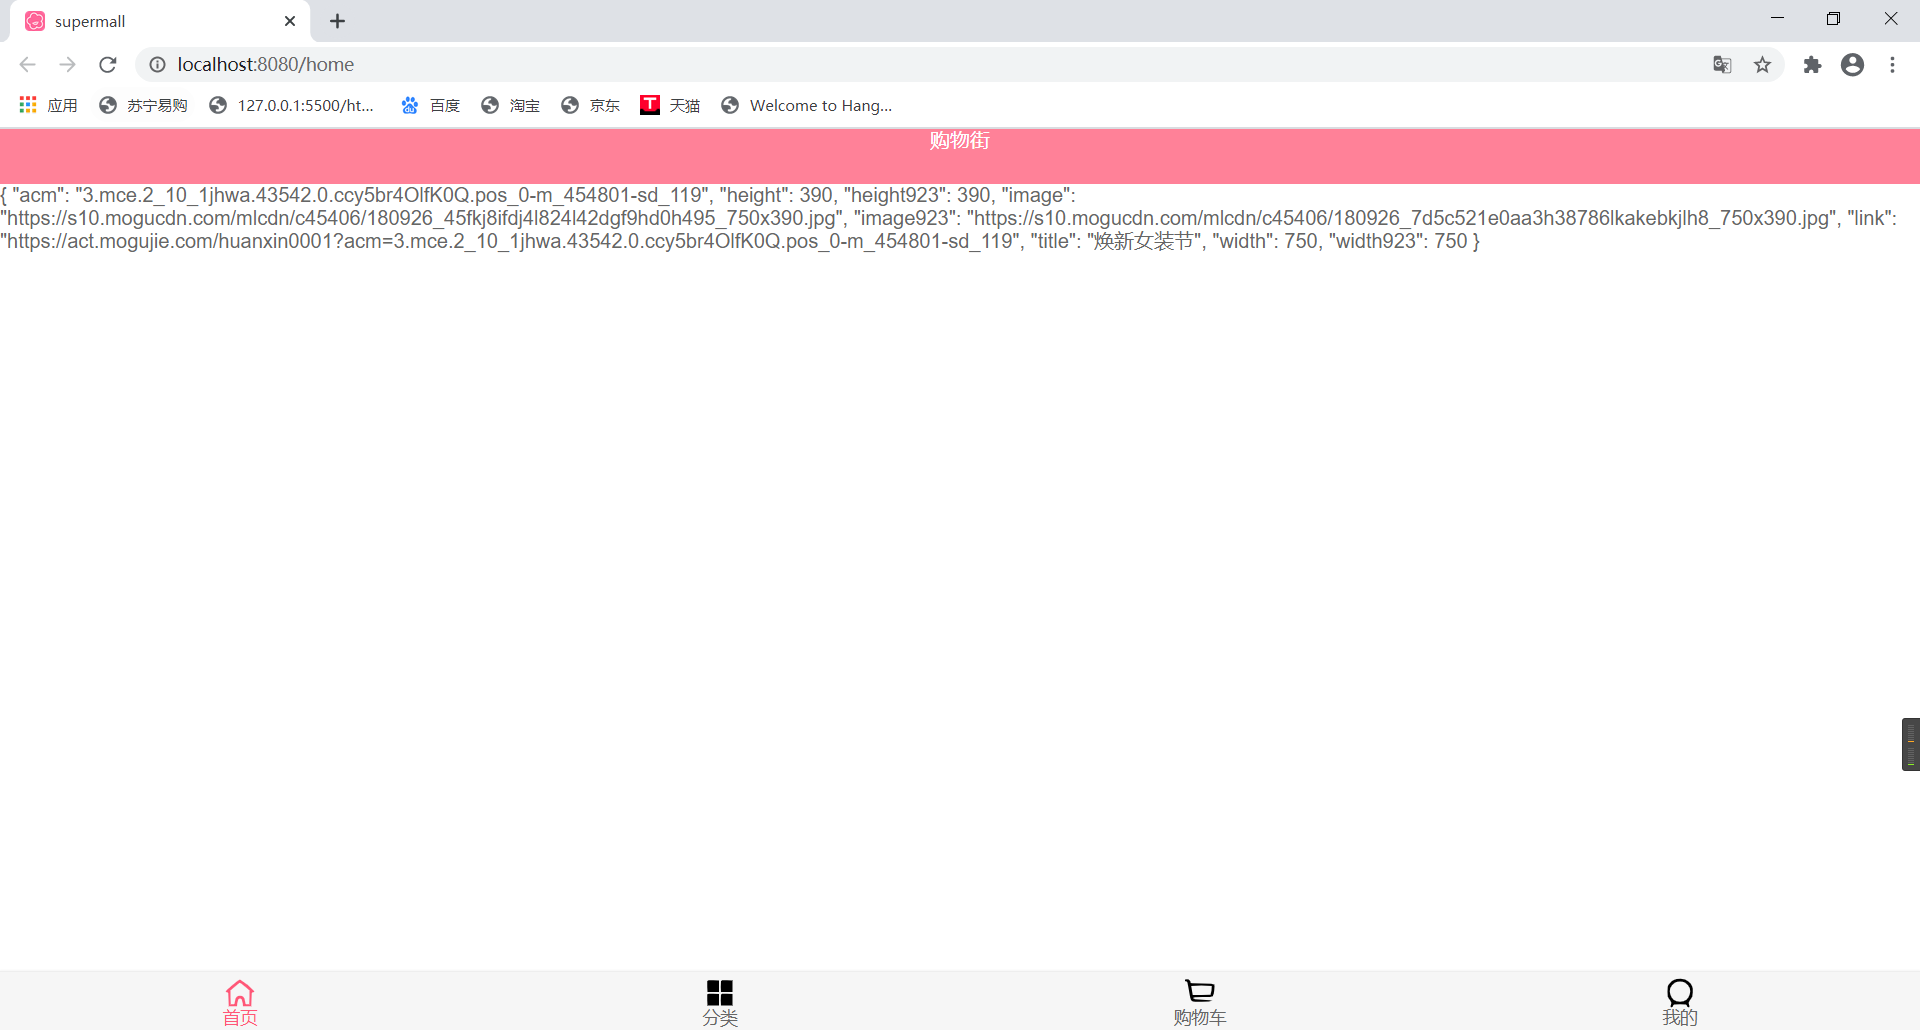 supermall
localhost:8080/home
应用 苏宁易购 127.0.0.1:5500/ht... 百度 淘宝 京东 天猫 Welcome to Hang...
购物街
{ "acm": "3.mce.2_10_1jhwa.43542.0.ccy5br4OlfK0Q.pos_0-m_454801-sd_119", "height": 390, "height923": 390, "image":
"https://s10.mogucdn.com/mlcdn/c45406/180926_45fkj8ifdj4l824l42dgf9hd0h495_750x390.jpg", "image923": "https://s10.mogucdn.com/mlcdn/c45406/180926_7d5c521e0aa3h38786lkakebkjlh8_750x390.jpg", "link":
"https://act.mogujie.com/huanxin0001?acm=3.mce.2_10_1jhwa.43542.0.ccy5br4OlfK0Q.pos_0-m_454801-sd_119", "title": "焕新女装节", "width": 750, "width923": 750 }
首页 分类 购物车 我的